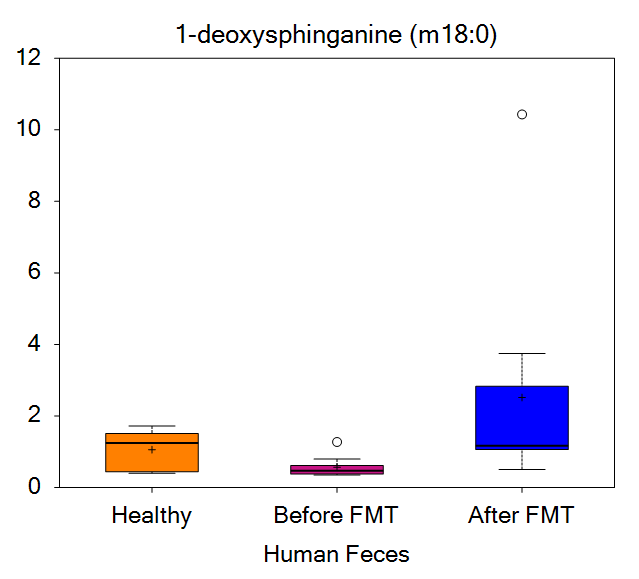 1-deoxysphinganine (m18:0)
12
10
8
6
4
2
0
Healthy
Before FMT
After FMT
Human Feces